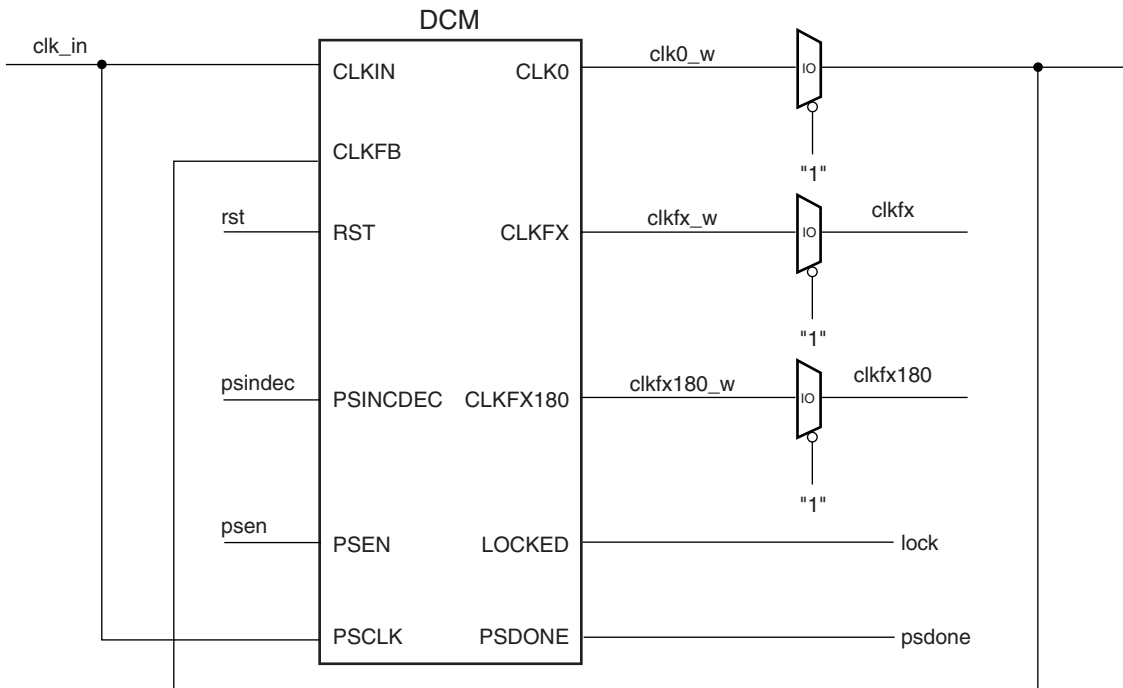 DCM
clk_in
CLKIN
CLK0
clk0_w
IO
"1"
CLKFB
rst
RST
CLKFX
clkfx_w
IO
clkfx
"1"
psindec
PSINCDEC
CLKFX180
clkfx180_w
IO
clkfx180
"1"
psen
PSEN
LOCKED
lock
PSCLK
PSDONE
psdone